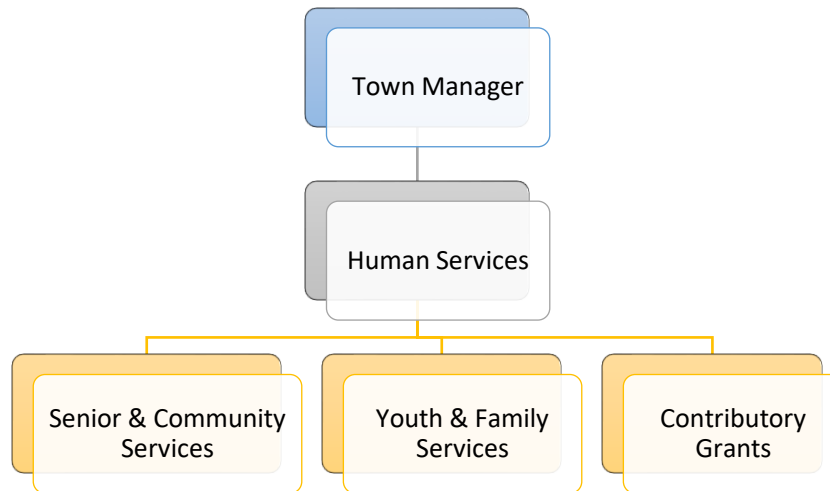 Town Manager
Human Services
Senior & Community
Services
Youth & Family
Services
Contributory
Grants